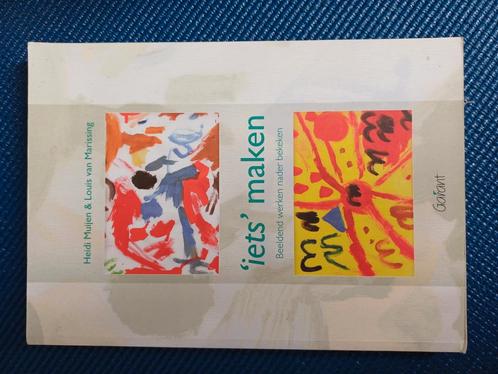 Heidi Muijen & Louis van Marissing
'iets' maken
Beeldend werken nader bekeken
Garant